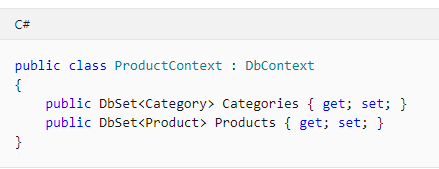 C#
public class ProductContext : DbContext
{
    public DbSet<Category> Categories { get; set; }
    public DbSet<Product> Products { get; set; }
}